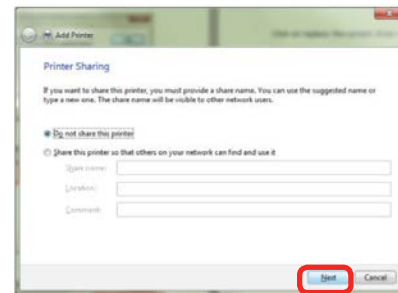 Add Printer
Printer Sharing
If you want to share this printer, you must provide a share name. You can use the suggested name or
type a new one. The share name will be visible to other network users.
Do not share this printer
Share this printer so that others on your network can find and use it
Share name:
Location:
Comment:
Next
Cancel